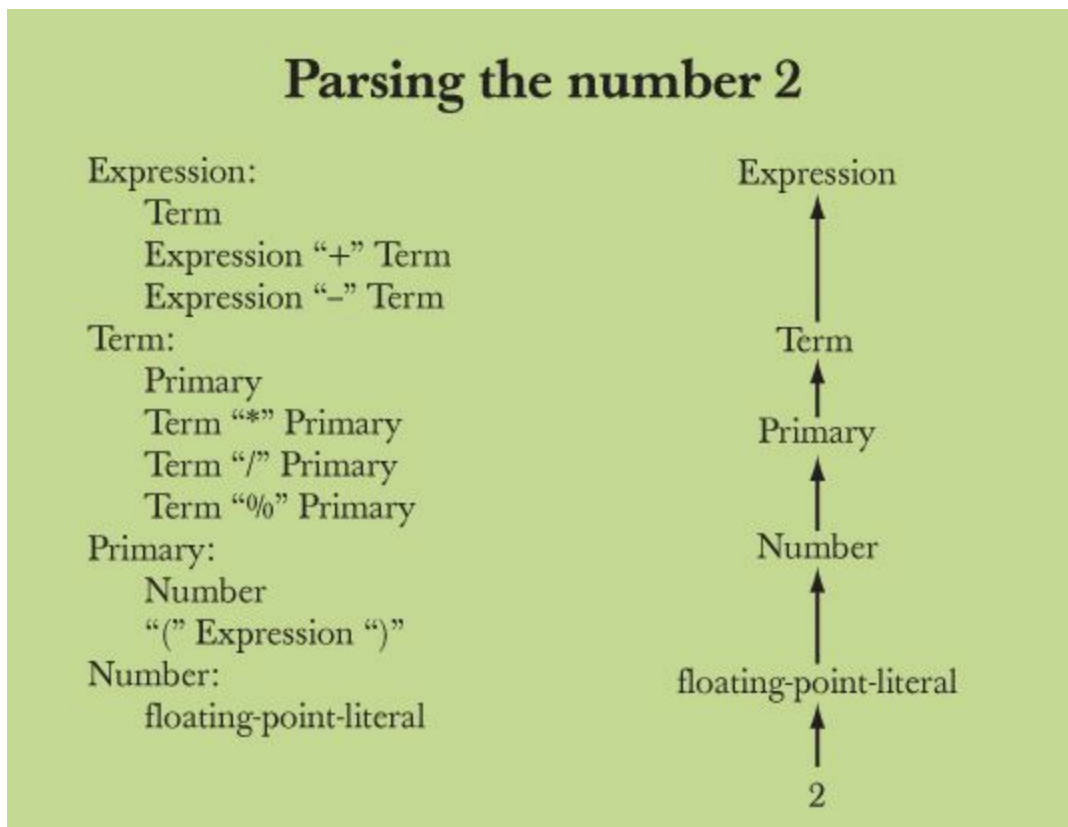 Parsing the number 2
Expression:
Term
Expression “+” Term
Expression “–” Term
Term:
Primary
Term “*” Primary
Term “/” Primary
Term “%” Primary
Primary:
Number
“(” Expression “)”
Number:
floating-point-literal
Expression
Term
Primary
Number
floating-point-literal
2